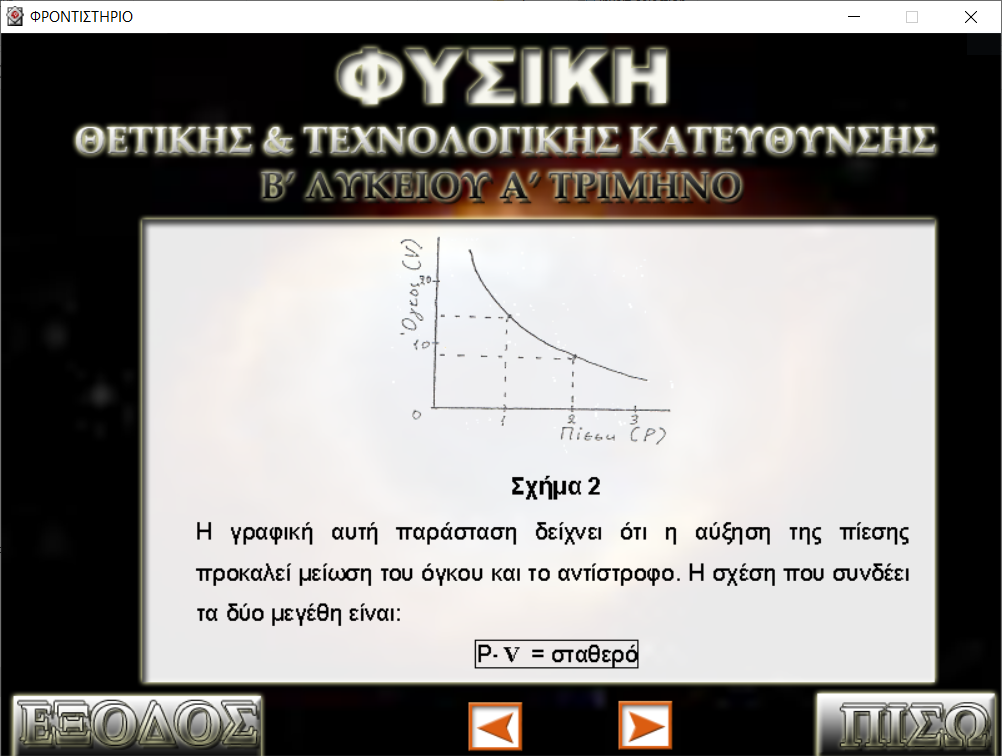 ΦΡΟΝΤΙΣΤΗΡΙΟ
ΦΥΣΙΚΗ
ΘΕΤΙΚΗΣ & ΤΕΧΝΟΛΟΓΙΚΗΣ ΚΑΤΕΥΘΥΝΣΗΣ
Β΄ ΛΥΚΕΙΟΥ Α΄ ΤΡΙΜΗΝΟ
Όγκος (V)
20
10
0
1 2 3
Πίεση (P)
Σχήμα 2
Η γραφική αυτή παράσταση δείχνει ότι η αύξηση της πίεσης
προκαλεί μείωση του όγκου και το αντίστροφο. Η σχέση που συνδέει
τα δύο μεγέθη είναι:
P· V = σταθερό
ΕΞΟΔΟΣ
ΠΙΣΩ